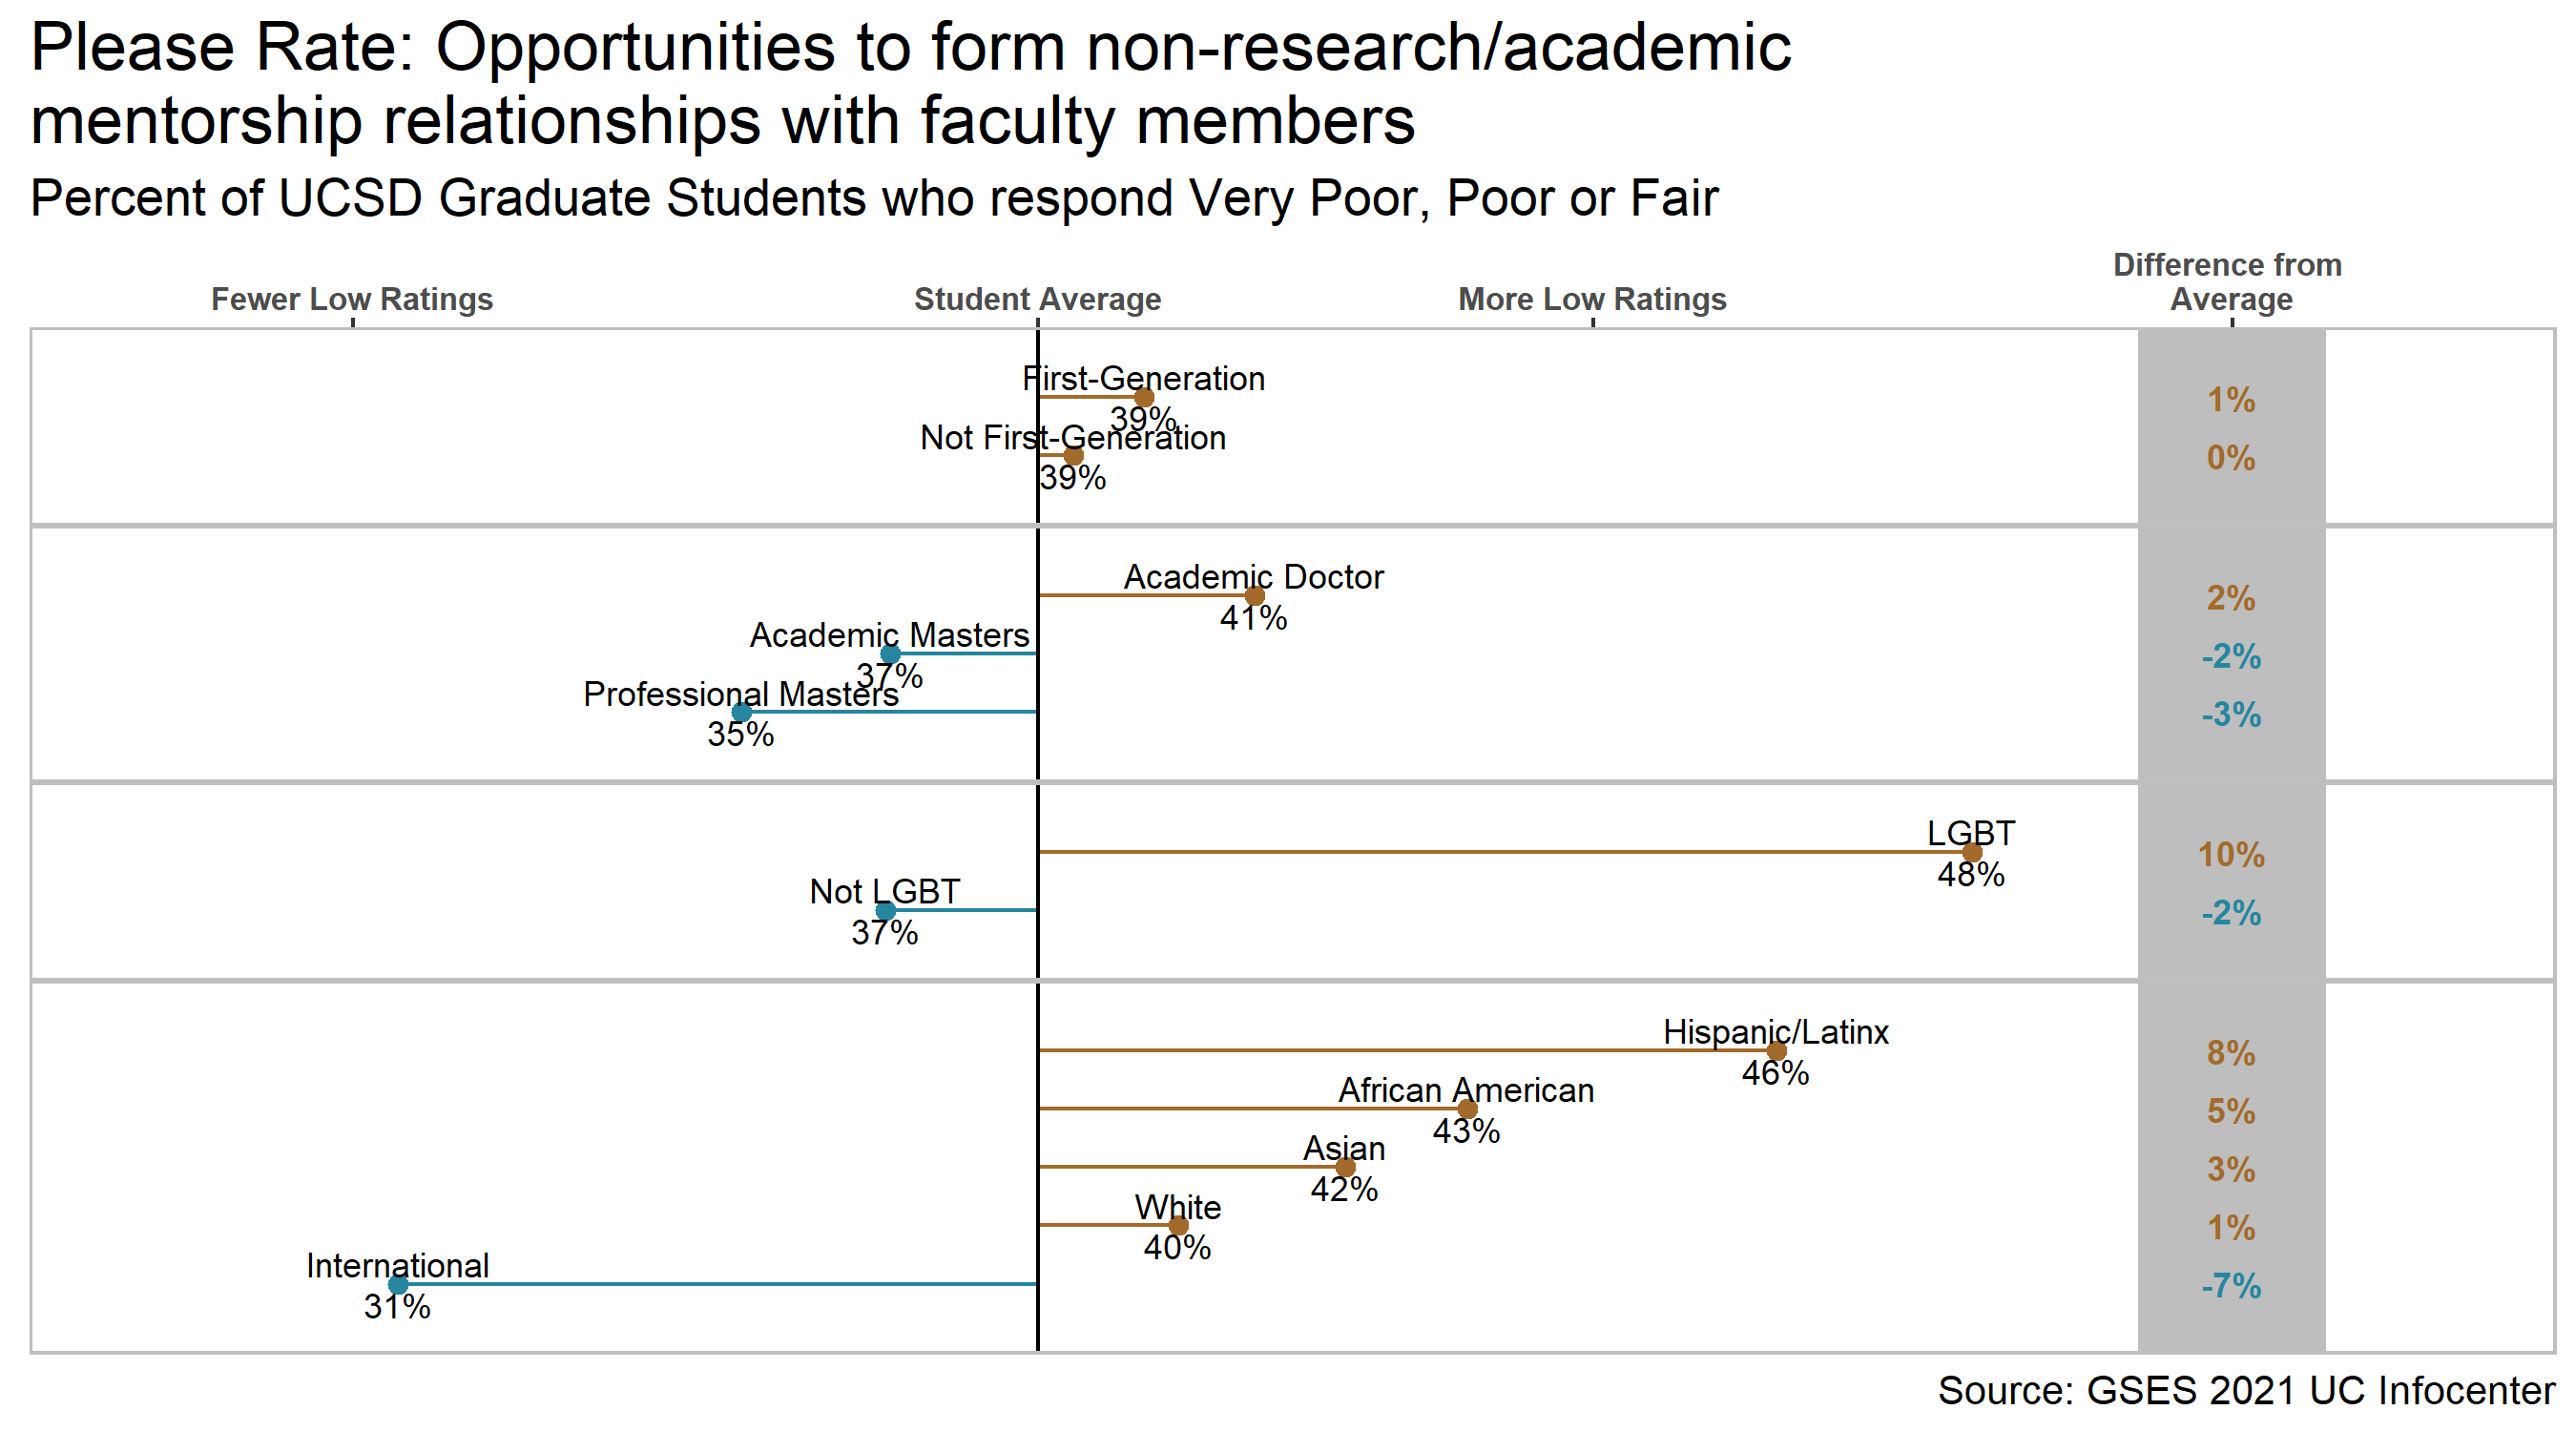 Please Rate: Opportunities to form non-research/academic
mentorship relationships with faculty members
Percent of UCSD Graduate Students who respond Very Poor, Poor or Fair
Fewer Low Ratings
Student Average
More Low Ratings
Difference from
Average
First-Generation
39%
1%
Not First-Generation
39%
0%
Academic Doctor
41%
2%
Academic Masters
37%
-2%
Professional Masters
35%
-3%
LGBT
48%
10%
Not LGBT
37%
-2%
Hispanic/Latinx
46%
8%
African American
43%
5%
Asian
42%
3%
White
40%
1%
International
31%
-7%
Source: GSES 2021 UC Infocenter